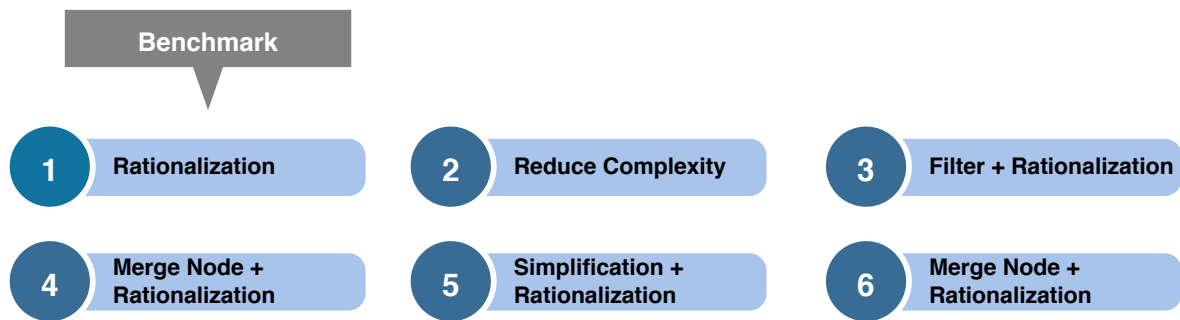 Benchmark
1 Rationalization
2 Reduce Complexity
3 Filter + Rationalization
4 Merge Node +
Rationalization
5 Simplification +
Rationalization
6 Merge Node +
Rationalization